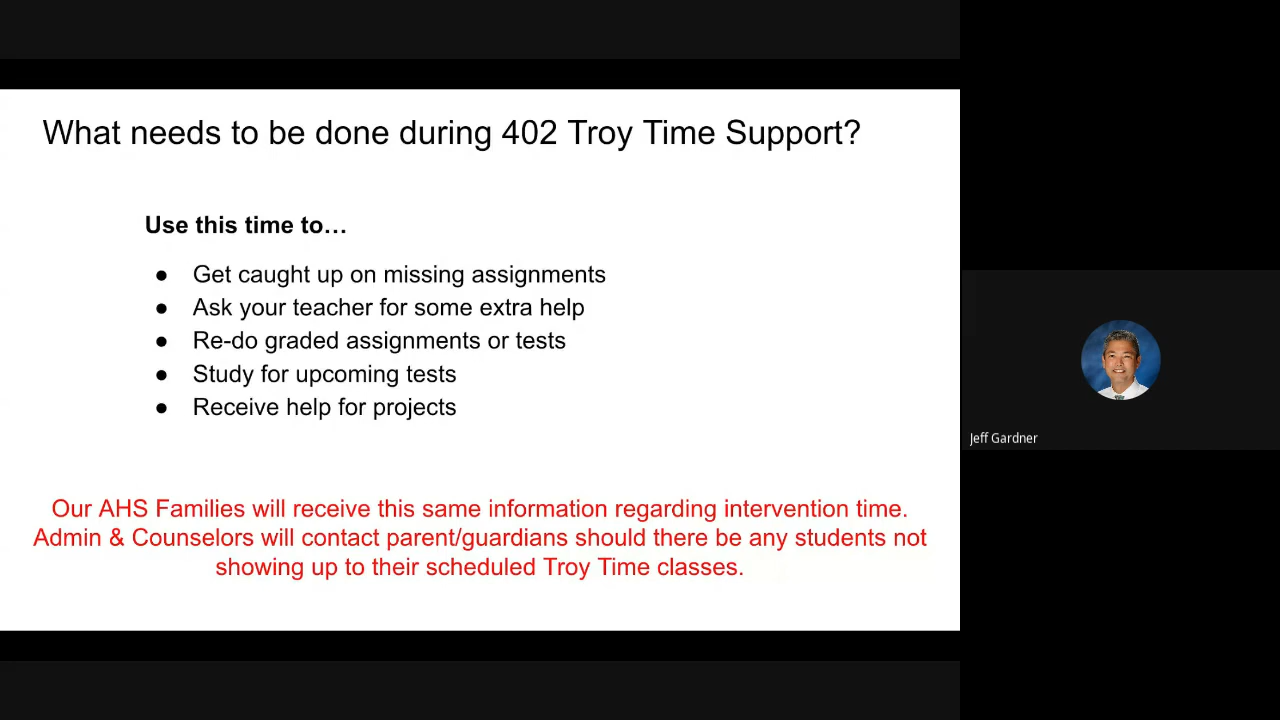 What needs to be done during 402 Troy Time Support?
Use this time to…
● Get caught up on missing assignments
● Ask your teacher for some extra help
● Re-do graded assignments or tests
● Study for upcoming tests
● Receive help for projects
Our AHS Families will receive this same information regarding intervention time.
Admin & Counselors will contact parent/guardians should there be any students not
showing up to their scheduled Troy Time classes.
Jeff Gardner